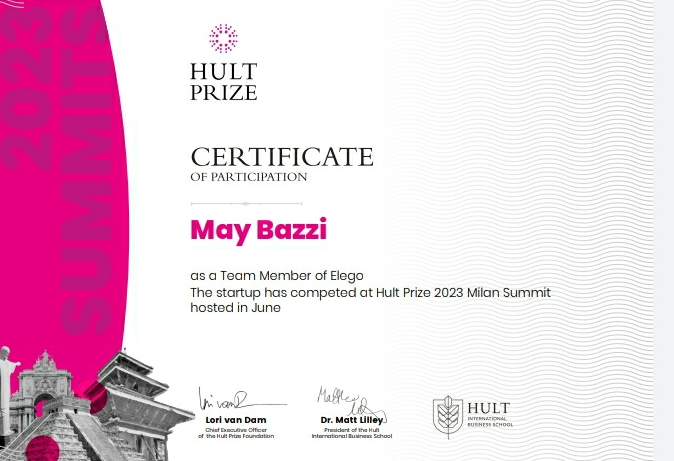 2023
SUMMITS
HULT
PRIZE
CERTIFICATE
OF PARTICIPATION
May Bazzi
as a Team Member of Elego
The startup has competed at Hult Prize 2023 Milan Summit
hosted in June
Lori van Dam
Chief Executive Officer
of the Hult Prize Foundation
Dr. Matt Lilley
President of the Hult
International Business School
HULT
INTERNATIONAL
BUSINESS SCHOOL